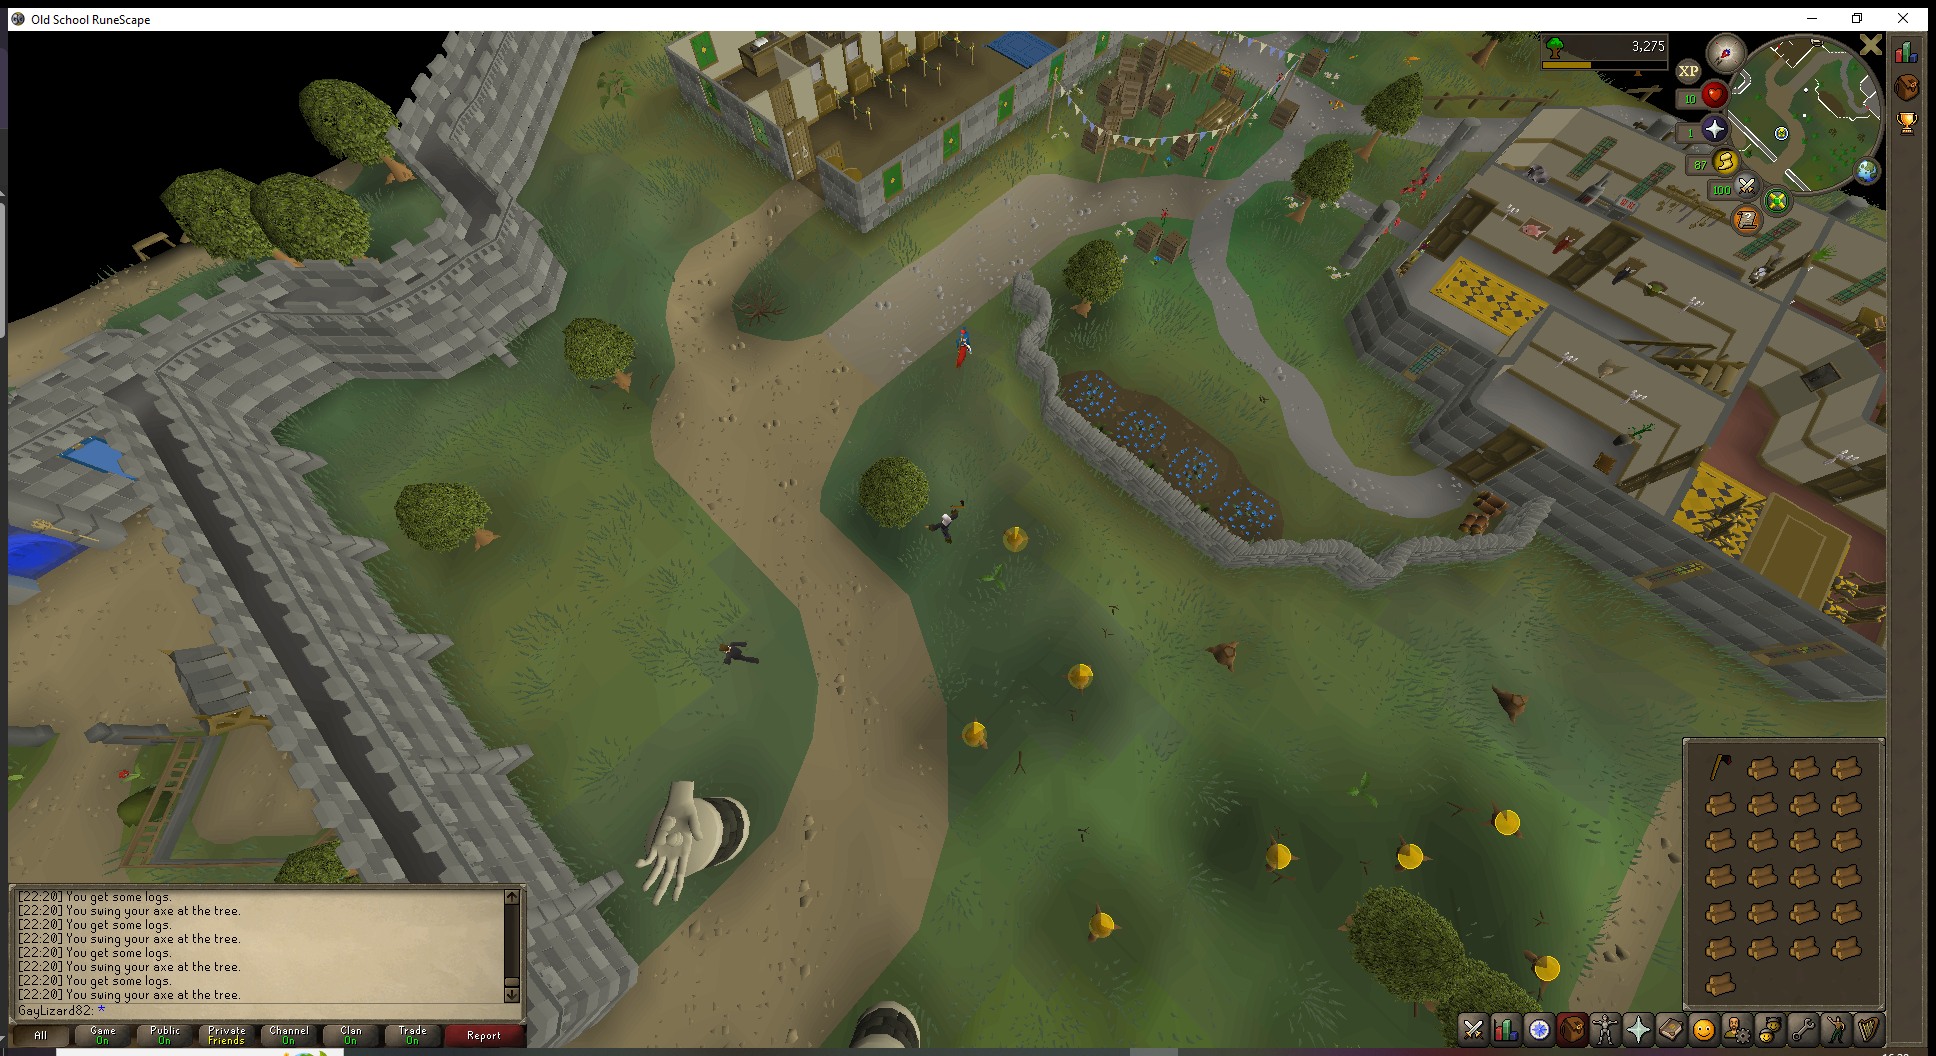 Old School RuneScape
3,275
XP
10
1
87
100
[22:20] You get some logs.
[22:20] You swing your axe at the tree.
[22:20] You get some logs.
[22:20] You swing your axe at the tree.
[22:20] You get some logs.
[22:20] You swing your axe at the tree.
[22:20] You get some logs.
[22:20] You swing your axe at the tree.
GayLizard82: *
All
Game
On
Public
On
Private
Friends
Channel
On
Clan
On
Trade
On
Report